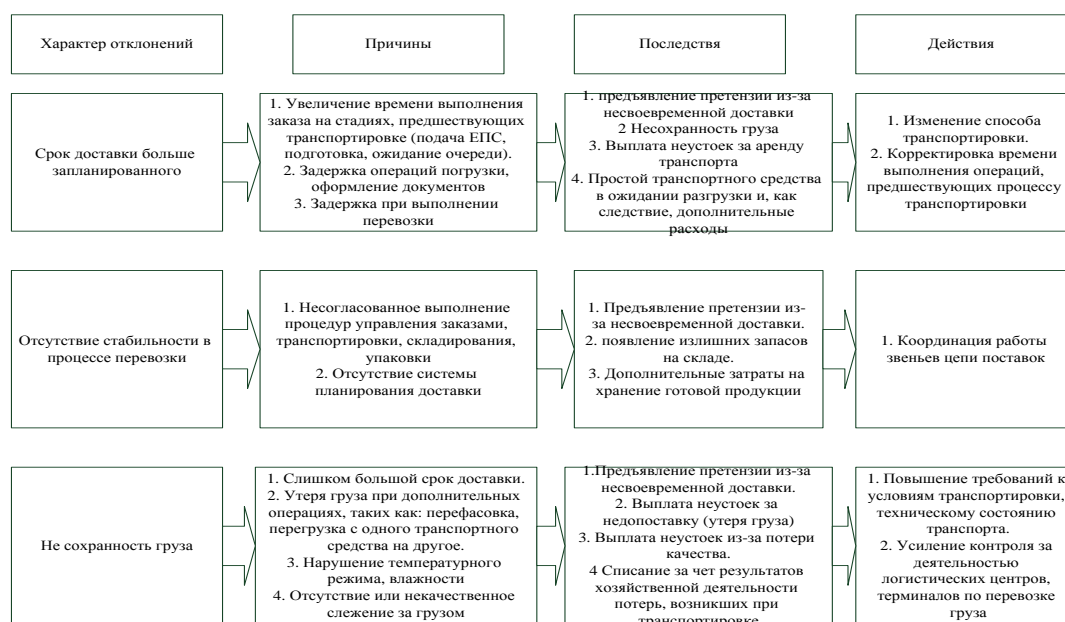 Характер отклонений
Причины
Последствя
Действия
Срок доставки больше
запланированного
1. Увеличение времени выполнения
заказа на стадиях, предшествующих
транспортировке (подача ЕПС,
подготовка, ожидание очереди).
2. Задержка операций погрузки,
оформление документов
3. Задержка при выполнении
перевозки
1. предъявление претензии из-за
несвоевременной доставки
2 Несохранность груза
3. Выплата неустоек за аренду
транспорта
4. Простой транспортного средства
в ожидании разгрузки и, как
следствие, дополнительные
расходы
1. Изменение способа
транспортировки.
2. Корректировка времени
выполнения операций,
предшествующих процессу
транспортировки
Отсутствие стабильности в
процессе перевозки
1. Несогласованное выполнение
процедур управления заказами,
транспортировки, складирования,
упаковки
2. Отсутствие системы
планирования доставки
1. Предъявление претензии из-
за несвоевременной доставки.
2. появление излишних запасов
на складе.
3. Дополнительные затраты на
хранение готовой продукции
1. Координация работы
звеньев цепи поставок
Не сохранность груза
1. Слишком большой срок доставки.
2. Утеря груза при дополнительных
операциях, таких как: перефасовка,
перегрузка с одного транспортного
средства на другое.
3. Нарушение температурного
режима, влажности
4. Отсутствие или некачественное
слежение за грузом
1.Предъявление претензии из-за
несвоевременной доставки.
2. Выплата неустоек за
недопоставку (утеря груза)
3. Выплата неустоек из-за потери
качества.
4 Списание за чет результатов
хозяйственной деятельности
потерь, возникших при
транспортировке
1. Повышение требований к
условиям транспортировки,
техническому состоянию
транспорта.
2. Усиление контроля за
деятельностью
логистических центров,
терминалов по перевозке
груза